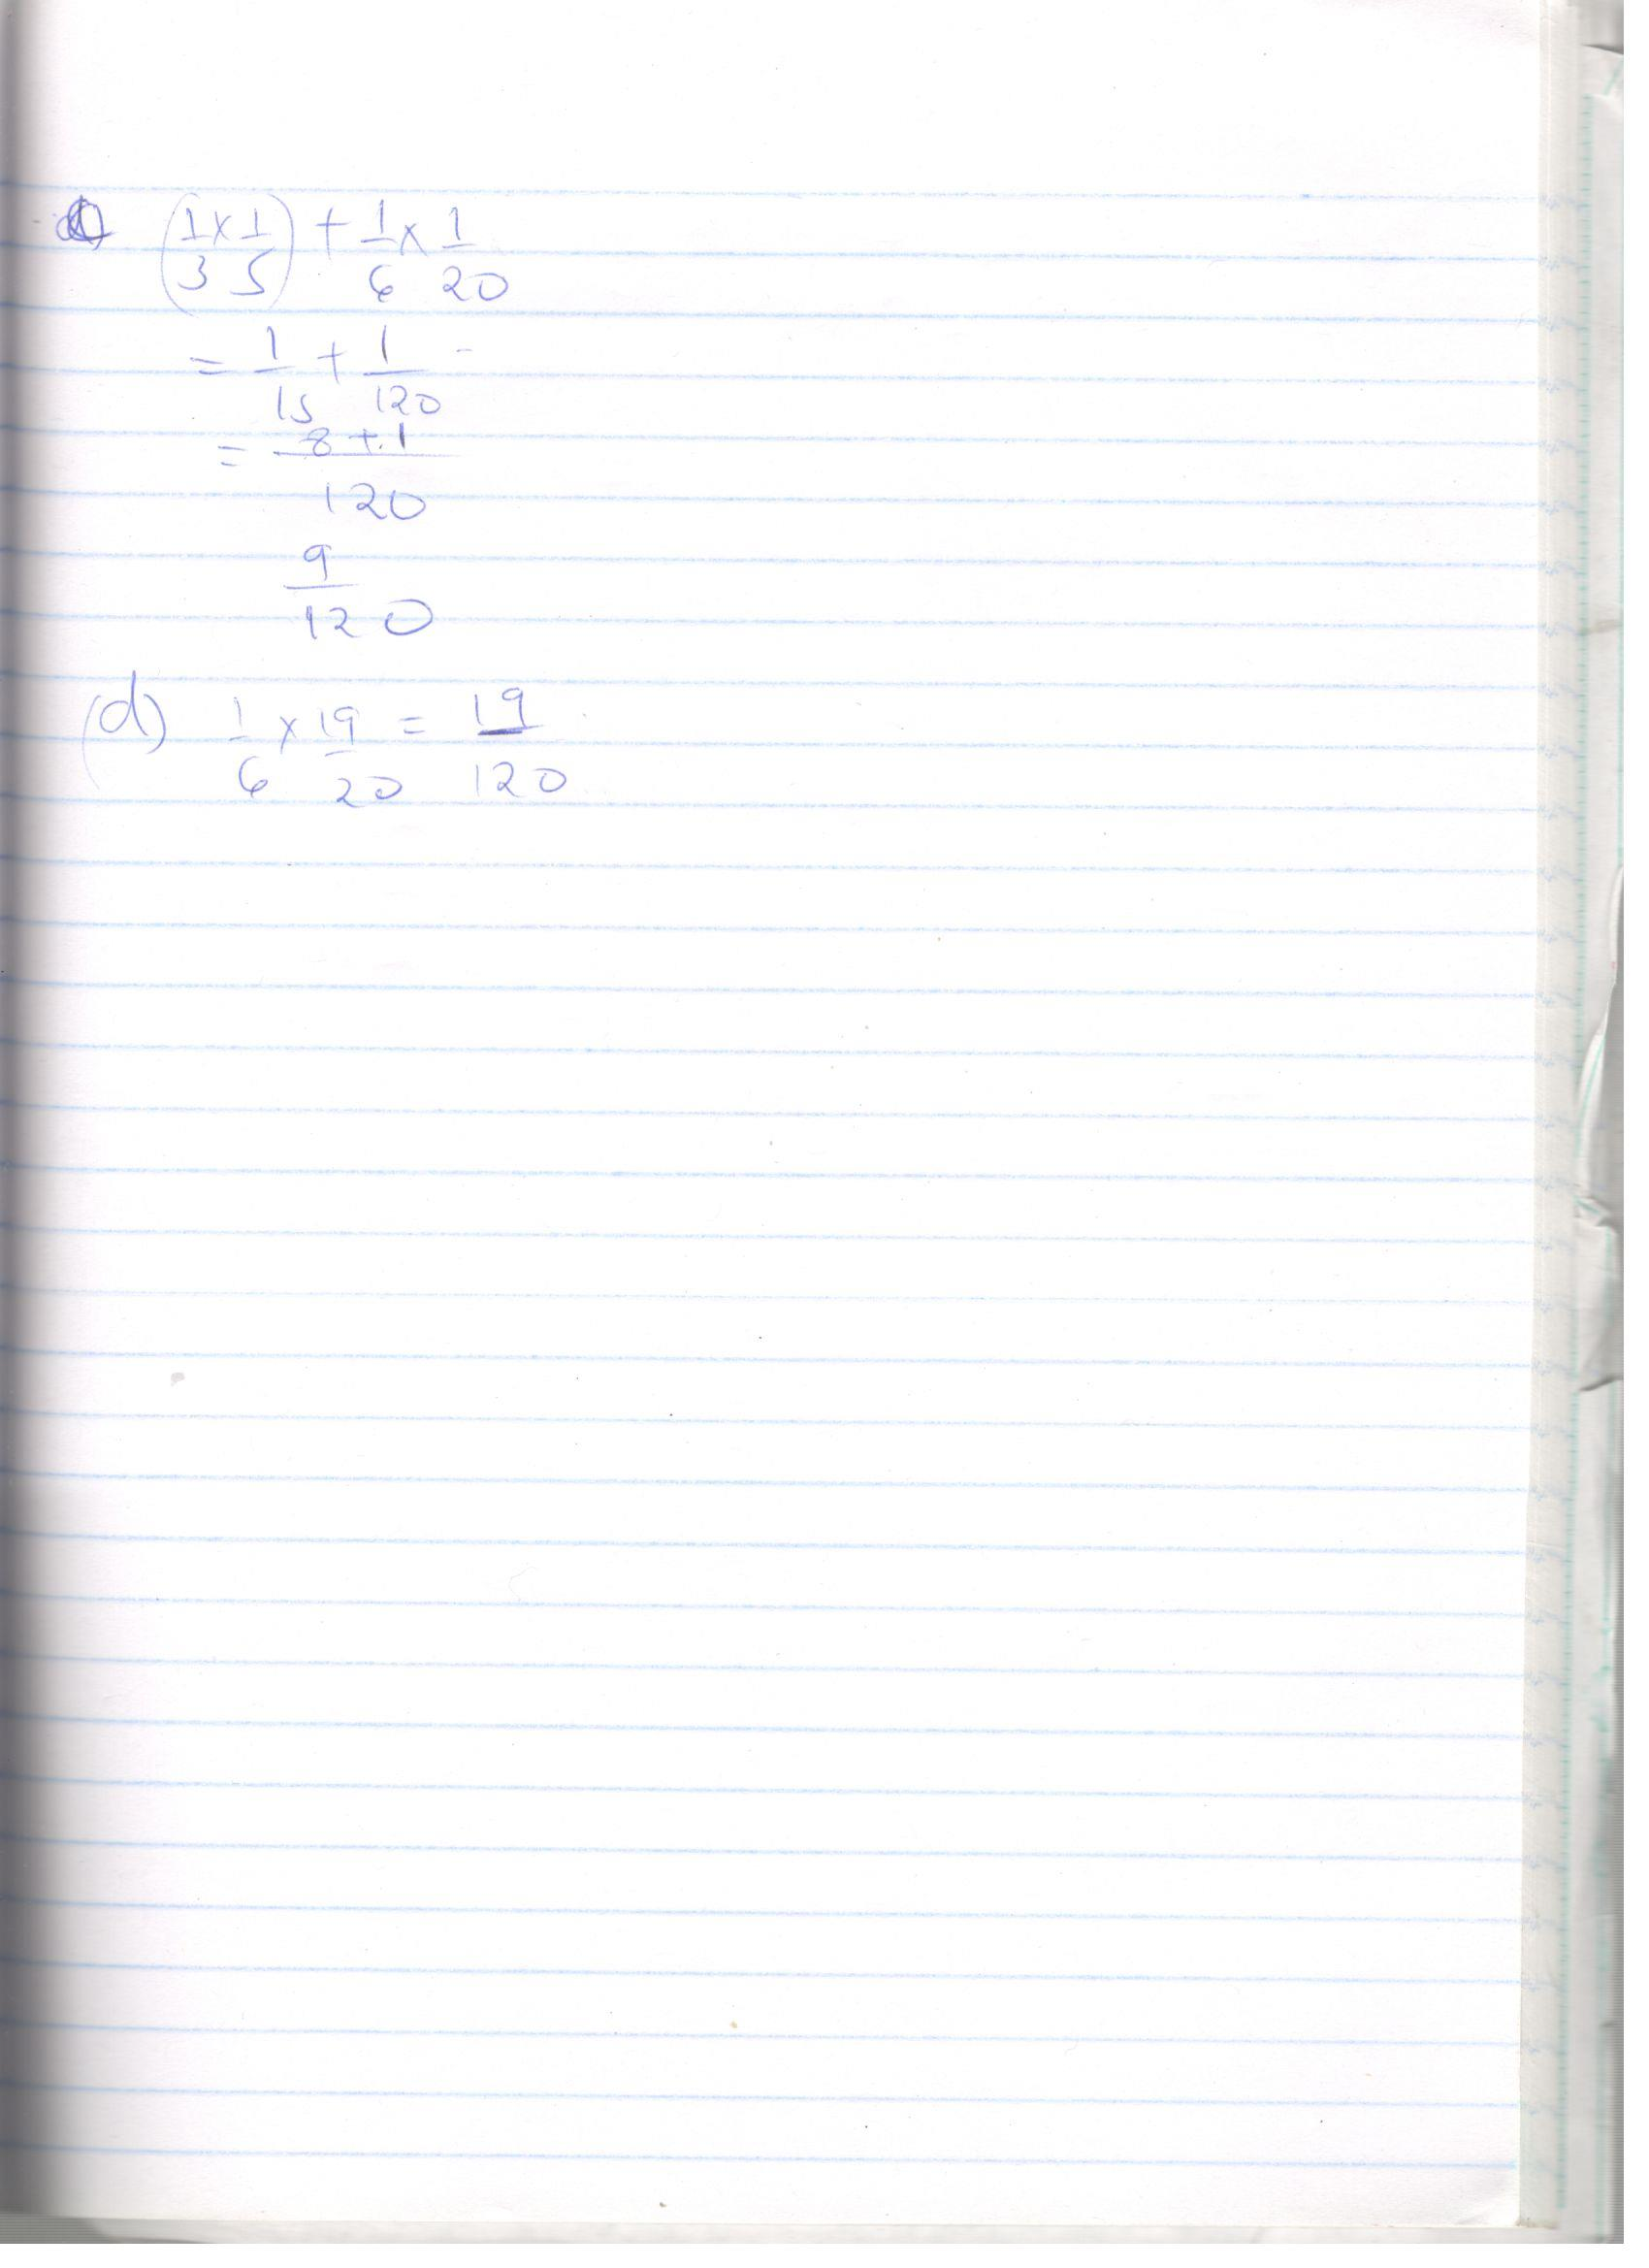 (1/3 x 1/5) + 1/6 x 1/20
= 1/15 + 1/120
= 8+1/120
9/120
(d) 1/6 x 19/20 = 19/120